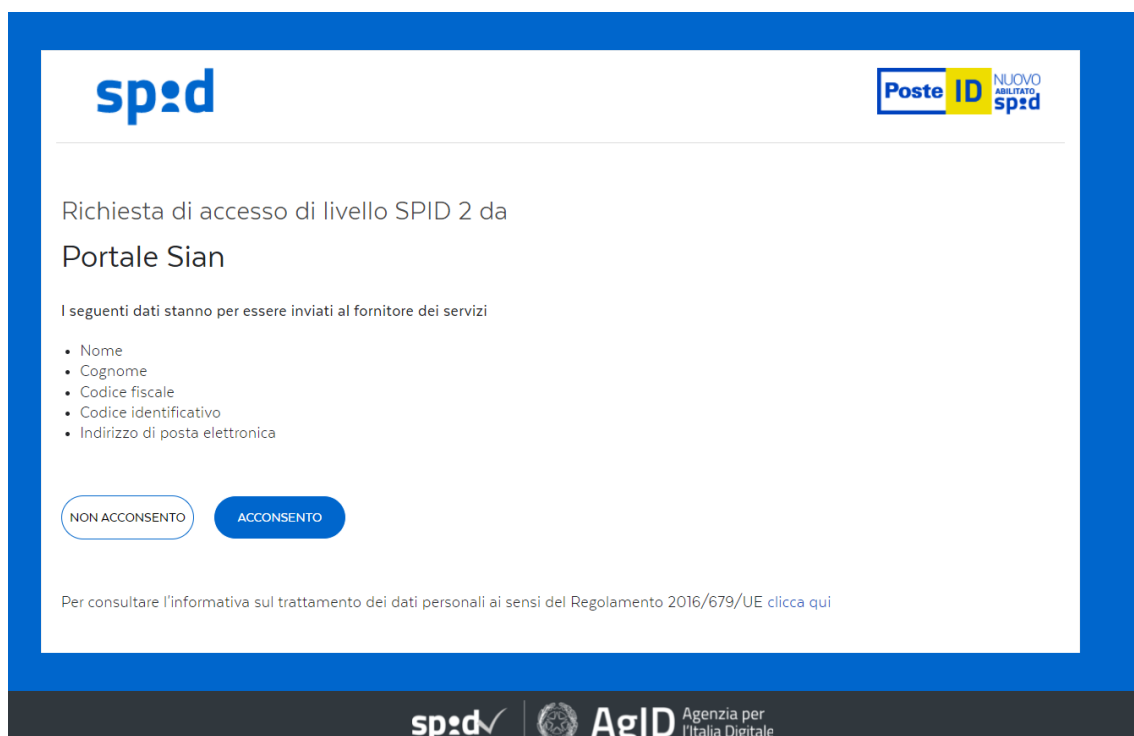 spid
Poste ID NUOVO
ABILITATO
spid
Richiesta di accesso di livello SPID 2 da
Portale Sian
I seguenti dati stanno per essere inviati al fornitore dei servizi
• Nome
• Cognome
• Codice fiscale
• Codice identificativo
• Indirizzo di posta elettronica
NON ACCONSENTO ACCONSENTO
Per consultare l'informativa sul trattamento dei dati personali ai sensi del Regolamento 2016/679/UE clicca qui
spid AgID Agenzia per
l'Italia Digitale